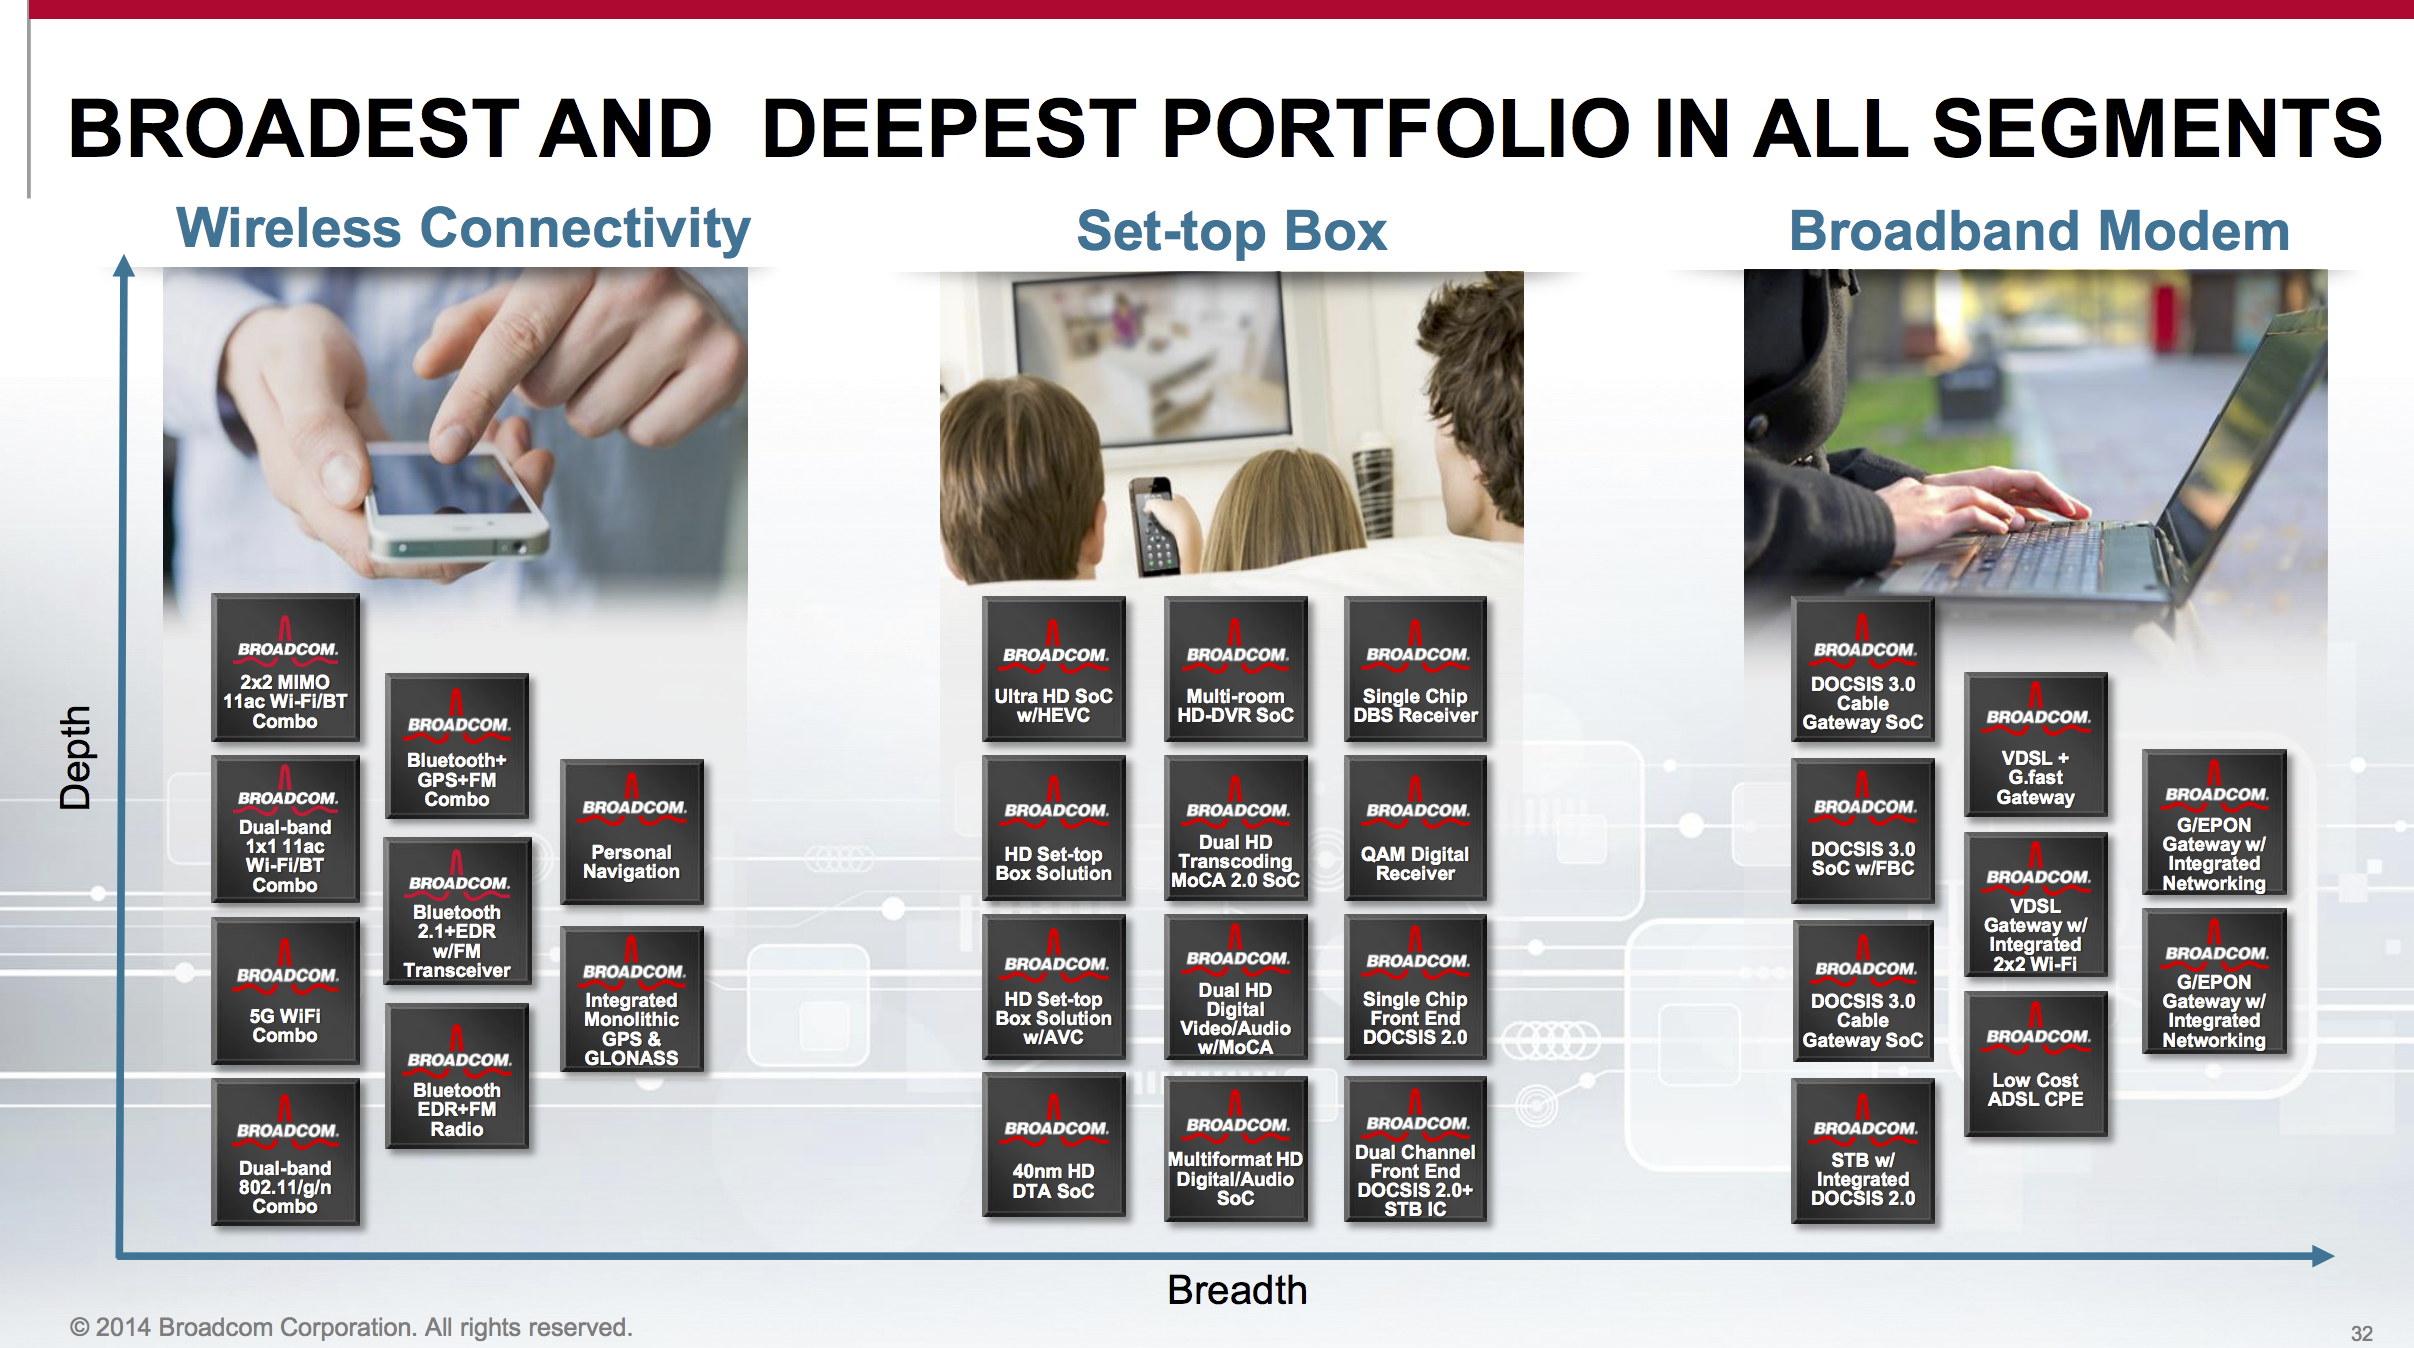 BROADEST AND DEEPEST PORTFOLIO IN ALL SEGMENTS
Wireless Connectivity
Set-top Box
Broadband Modem
Depth
BROADCOM.
2x2 MIMO
11ac Wi-Fi/BT
Combo
BROADCOM.
Dual-band
1x1 11ac
Wi-Fi/BT
Combo
BROADCOM.
5G WiFi
Combo
BROADCOM.
Dual-band
802.11/g/n
Combo
BROADCOM.
Bluetooth+
GPS+FM
Combo
BROADCOM.
Bluetooth
2.1+EDR
w/FM
Transceiver
BROADCOM.
Bluetooth
EDR+FM
Radio
BROADCOM.
Personal
Navigation
BROADCOM.
Integrated
Monolithic
GPS &
GLONASS
BROADCOM.
Ultra HD SoC
w/HEVC
BROADCOM.
HD Set-top
Box Solution
BROADCOM.
HD Set-top
Box Solution
w/AVC
BROADCOM.
40nm HD
DTA SoC
BROADCOM.
Multi-room
HD-DVR SoC
BROADCOM.
Dual HD
Transcoding
MoCA 2.0 SoC
BROADCOM.
Dual HD
Digital
Video/Audio
w/MoCA
BROADCOM.
Multiformat HD
Digital/Audio
SoC
BROADCOM.
Single Chip
DBS Receiver
BROADCOM.
QAM Digital
Receiver
BROADCOM.
Single Chip
Front End
DOCSIS 2.0
BROADCOM.
Dual Channel
Front End
DOCSIS 2.0+
STB IC
BROADCOM.
DOCSIS 3.0
Cable
Gateway SoC
BROADCOM.
DOCSIS 3.0
SoC w/FBC
BROADCOM.
DOCSIS 3.0
Cable
Gateway SoC
BROADCOM.
STB w/
Integrated
DOCSIS 2.0
BROADCOM.
VDSL +
G.fast
Gateway
BROADCOM.
VDSL
Gateway w/
Integrated
2x2 Wi-Fi
BROADCOM.
Low Cost
ADSL CPE
BROADCOM.
G/EPON
Gateway w/
Integrated
Networking
BROADCOM.
G/EPON
Gateway w/
Integrated
Networking
Breadth
© 2014 Broadcom Corporation. All rights reserved.
32